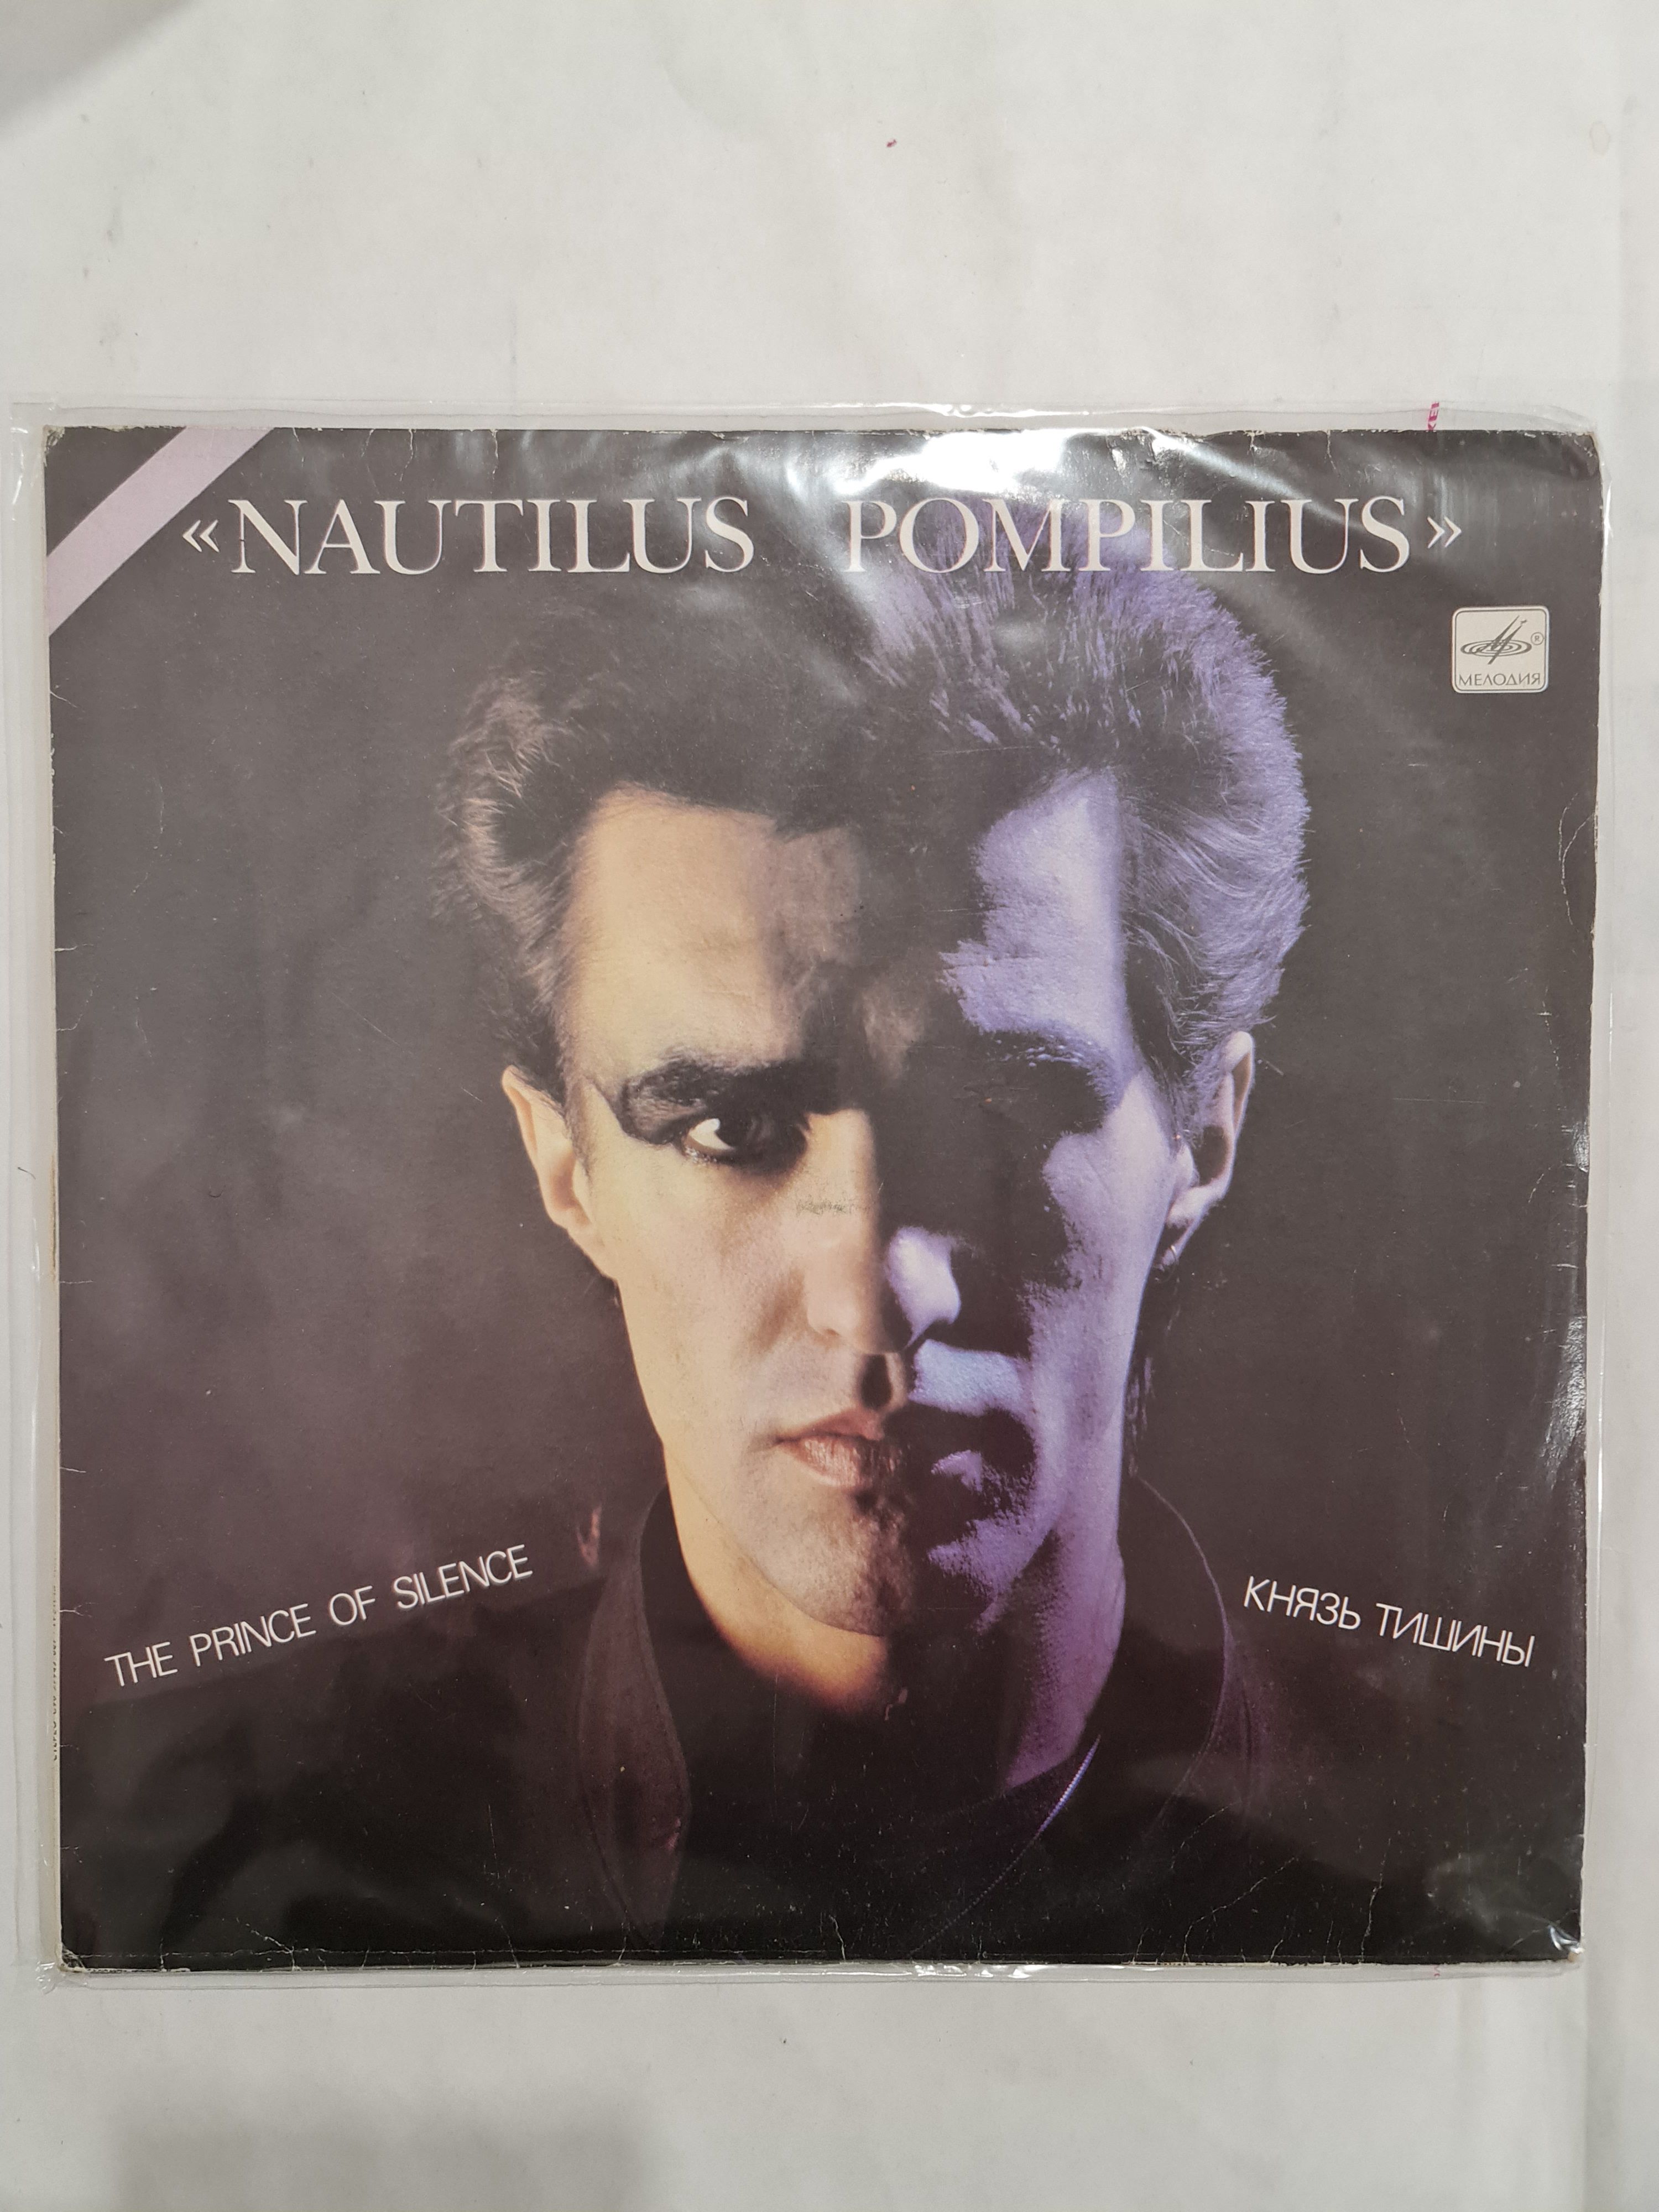 «NAUTILUS POMPILIUS»
МЕЛОДИЯ
®
THE PRINCE OF SILENCE
КНЯЗЬ ТИШИНЫ